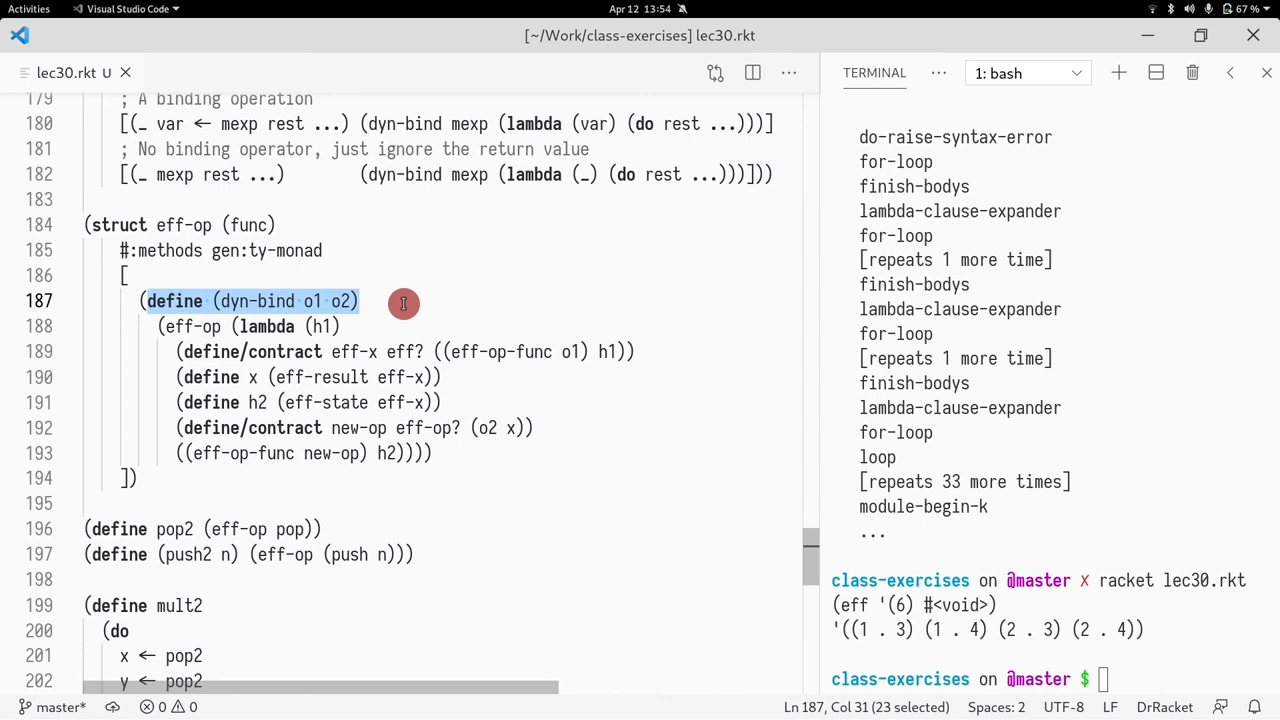 Activities Visual Studio Code Apr 12 13:54 67 %
[~/Work/class-exercises] lec30.rkt
lec30.rkt U
TERMINAL 1: bash
179 ; A binding operation
180 [(_ var ← mexp rest ...) (dyn-bind mexp (lambda (var) (do rest ...)))]
181 ; No binding operator, just ignore the return value
182 [(_ mexp rest ...) (dyn-bind mexp (lambda (_) (do rest ...)))]))
183
184 (struct eff-op (func)
185 #:methods gen:ty-monad
186 [
187 (define (dyn-bind o1 o2)
188 (eff-op (lambda (h1)
189 (define/contract eff-x eff? ((eff-op-func o1) h1))
190 (define x (eff-result eff-x))
191 (define h2 (eff-state eff-x))
192 (define/contract new-op eff-op? (o2 x))
193 ((eff-op-func new-op) h2))))
194 ])
195
196 (define pop2 (eff-op pop))
197 (define (push2 n) (eff-op (push n)))
198
199 (define mult2
200 (do
201 x ← pop2
202 y ← pop2
do-raise-syntax-error
for-loop
finish-bodys
lambda-clause-expander
for-loop
[repeats 1 more time]
finish-bodys
lambda-clause-expander
for-loop
[repeats 1 more time]
finish-bodys
lambda-clause-expander
for-loop
loop
[repeats 33 more times]
module-begin-k
...
class-exercises on @master ✗ racket lec30.rkt
(eff '(6) #<void>)
'((1 . 3) (1 . 4) (2 . 3) (2 . 4))
class-exercises on @master $
master* 0 0 Ln 187, Col 31 (23 selected) Spaces: 2 UTF-8 LF DrRacket